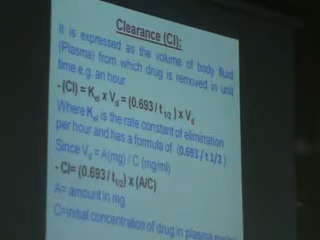 Clearance (Cl):
It is expressed as the volume of body fluid
(Plasma) from which drug is removed in unit
time e.g. an hour
- (Cl) = Kel x Vd = (0.693 / t 1/2 ) x Vd
Where Kel is the rate constant of elimination
per hour and has a formula of (0.693 / t 1/2 )
Since Vd = A(mg) / C (mg/ml)
- Cl= (0.693 / t1/2) x (A/C)
A= amount in mg
C=initial concentration of drug in plasma